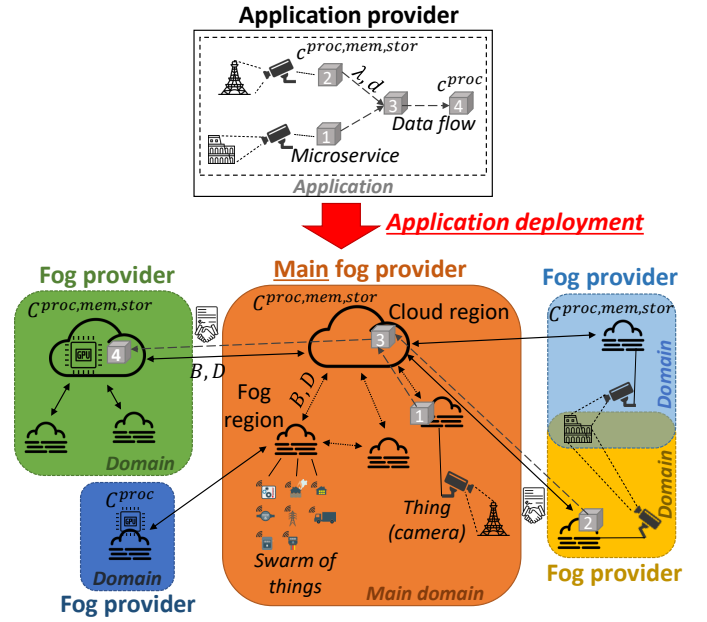 Application provider
c^{proc,mem,stor}
2
λ, d
c^{proc}
3
4
Data flow
1
Microservice
Application
Application deployment
Fog provider
Main fog provider
Fog provider
C^{proc,mem,stor}
C^{proc,mem,stor}
C^{proc,mem,stor}
Cloud region
GPU
4
3
B, D
B, D
Domain
Fog region
1
Domain
Domain
C^{proc}
GPU
Thing (camera)
2
Domain
Swarm of things
Main domain
Fog provider
Fog provider